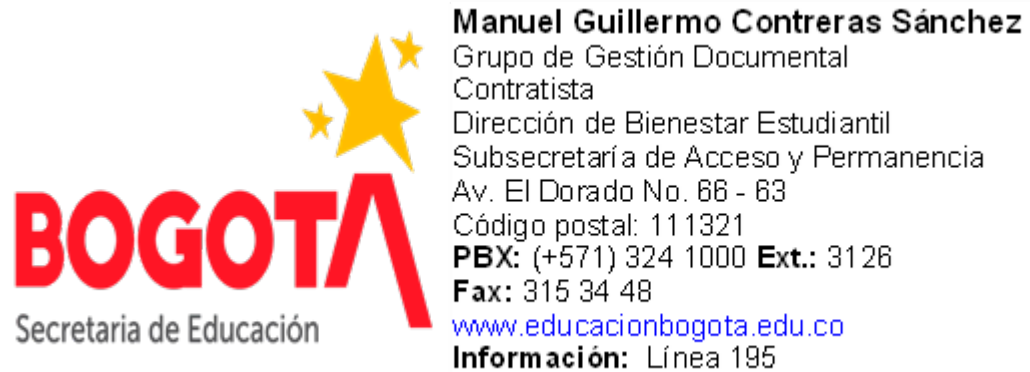 BOGOTÁ
Secretaria de Educación
Manuel Guillermo Contreras Sánchez
Grupo de Gestión Documental
Contratista
Dirección de Bienestar Estudiantil
Subsecretaría de Acceso y Permanencia
Av. El Dorado No. 66 - 63
Código postal: 111321
PBX: (+571) 324 1000 Ext.: 3126
Fax: 315 34 48
www.educacionbogota.edu.co
Información: Línea 195